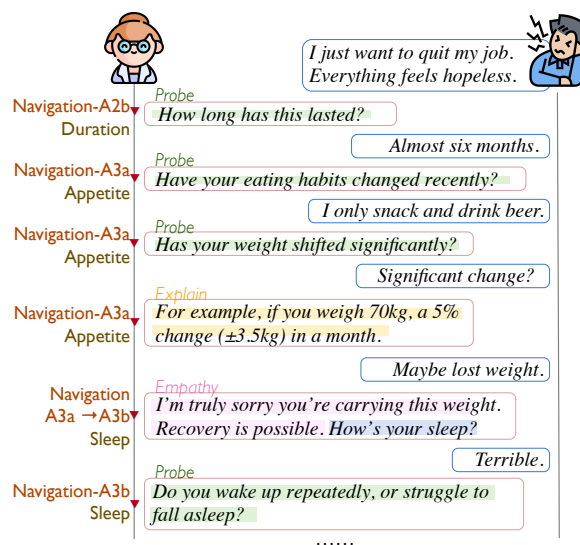 I just want to quit my job.
Everything feels hopeless.
Probe
Navigation-A2b
Duration
How long has this lasted?
Almost six months.
Probe
Navigation-A3a
Appetite
Have your eating habits changed recently?
I only snack and drink beer.
Probe
Navigation-A3a
Appetite
Has your weight shifted significantly?
Significant change?
Explain
Navigation-A3a
Appetite
For example, if you weigh 70kg, a 5%
change (±3.5kg) in a month.
Maybe lost weight.
Empathy
Navigation
A3a →A3b
Sleep
I'm truly sorry you're carrying this weight.
Recovery is possible. How's your sleep?
Terrible.
Probe
Navigation-A3b
Sleep
Do you wake up repeatedly, or struggle to
fall asleep?
......